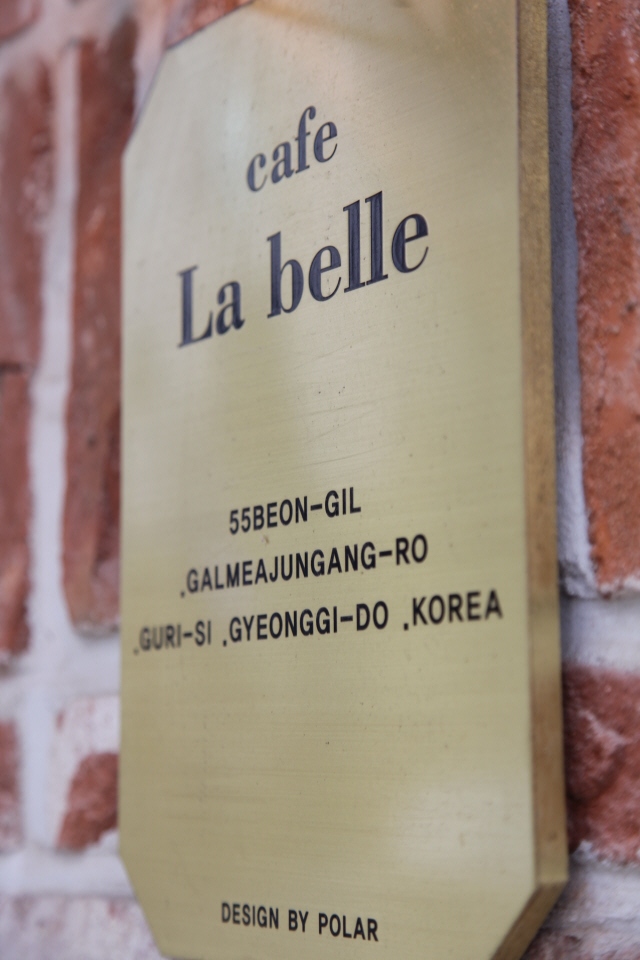 cafe
La belle
55BEON-GIL
.GALMEAJUNGANG-RO
.GURI-SI .GYEONGGI-DO .KOREA
DESIGN BY POLAR